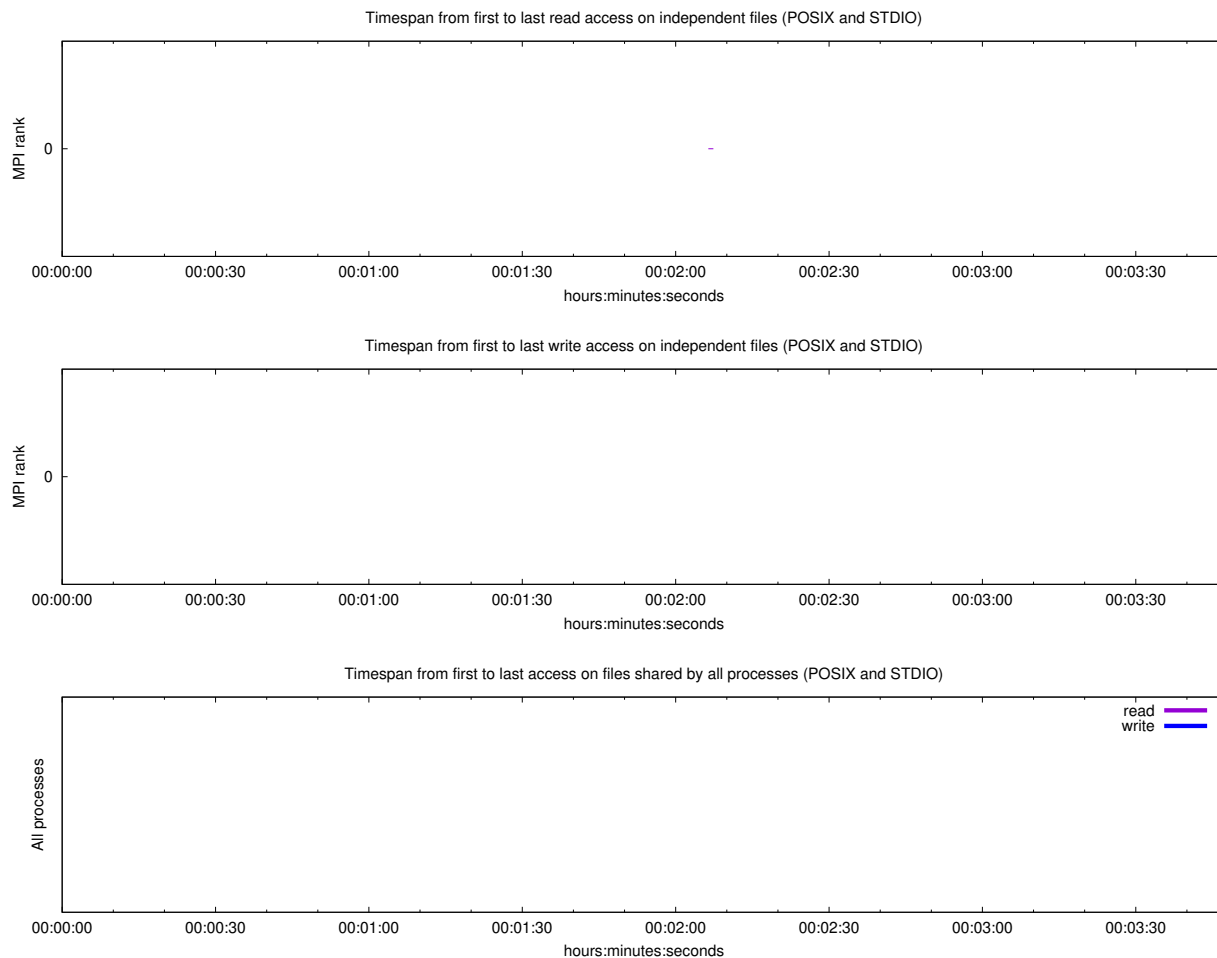 Timespan from first to last read access on independent files (POSIX and STDIO)
MPI rank
0
00:00:00 00:00:30 00:01:00 00:01:30 00:02:00 00:02:30 00:03:00 00:03:30
hours:minutes:seconds
Timespan from first to last write access on independent files (POSIX and STDIO)
MPI rank
0
00:00:00 00:00:30 00:01:00 00:01:30 00:02:00 00:02:30 00:03:00 00:03:30
hours:minutes:seconds
Timespan from first to last access on files shared by all processes (POSIX and STDIO)
read
write
All processes
00:00:00 00:00:30 00:01:00 00:01:30 00:02:00 00:02:30 00:03:00 00:03:30
hours:minutes:seconds